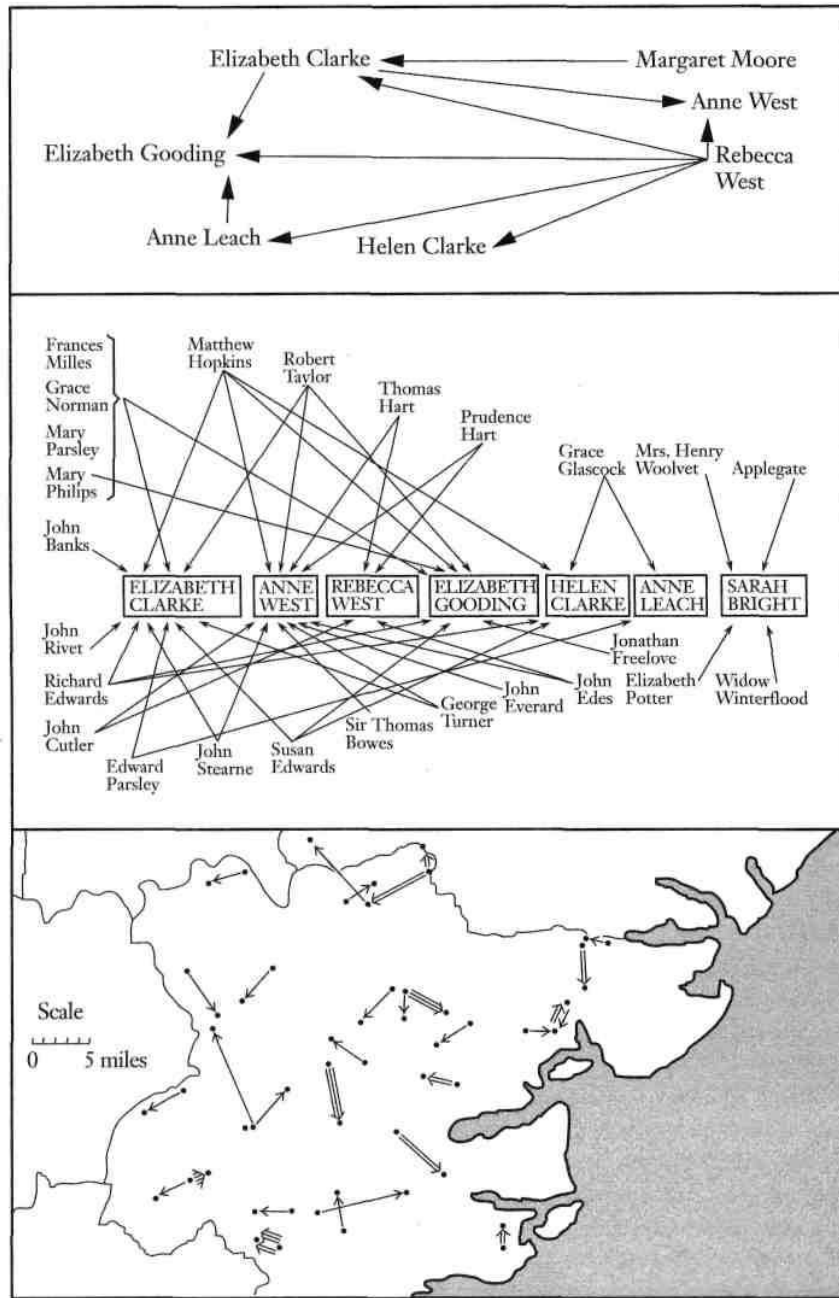 Elizabeth Clarke
Margaret Moore
Anne West
Elizabeth Gooding
Rebecca
West
Anne Leach
Helen Clarke
Frances
Milles
Grace
Norman
Mary
Parsley
Mary
Philips
Matthew
Hopkins
Robert
Taylor
Thomas
Hart
Prudence
Hart
Grace
Glascock
Mrs. Henry
Woolvet
Applegate
John
Banks
ELIZABETH
CLARKE
ANNE
WEST
REBECCA
WEST
ELIZABETH
GOODING
HELEN
CLARKE
ANNE
LEACH
SARAH
BRIGHT
John
Rivet
Richard
Edwards
John
Cutler
Edward
Parsley
John
Stearne
Susan
Edwards
Sir Thomas
Bowes
George
Turner
John
Everard
John
Edes
Jonathan
Freelove
Elizabeth
Potter
Widow
Winterflood
Scale
0 5 miles